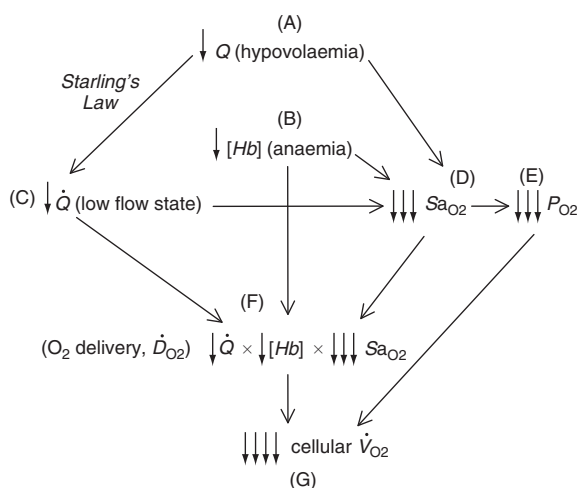 (A)
↓ Q (hypovolaemia)
Starling's
Law
(B)
↓ [Hb] (anaemia)
(D)
(E)
(C) ↓ Q̇ (low flow state)
↓↓↓ SaO2
↓↓↓ PO2
(F)
(O2 delivery, ḊO2) ↓Q̇ × ↓[Hb] × ↓↓↓ SaO2
↓↓↓↓ cellular V̇O2
(G)